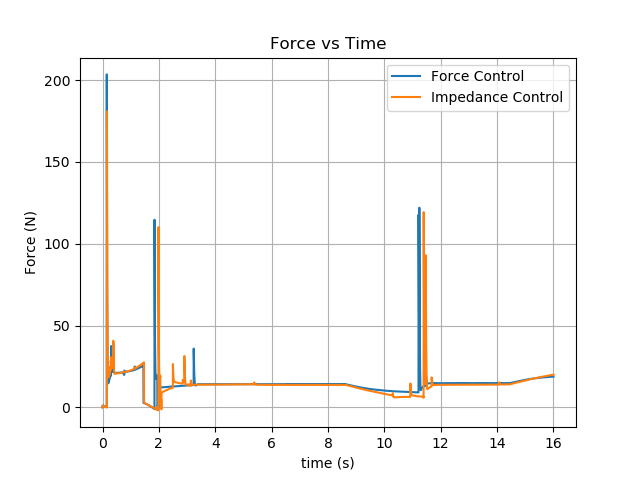 Force vs Time
Force Control
Impedance Control
200
150
100
50
0
Force (N)
0 2 4 6 8 10 12 14 16
time (s)